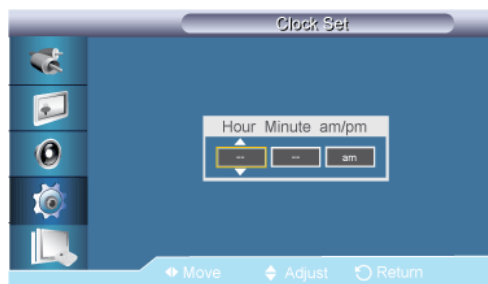 Clock Set
Hour Minute am/pm
-- -- am
Move Adjust Return